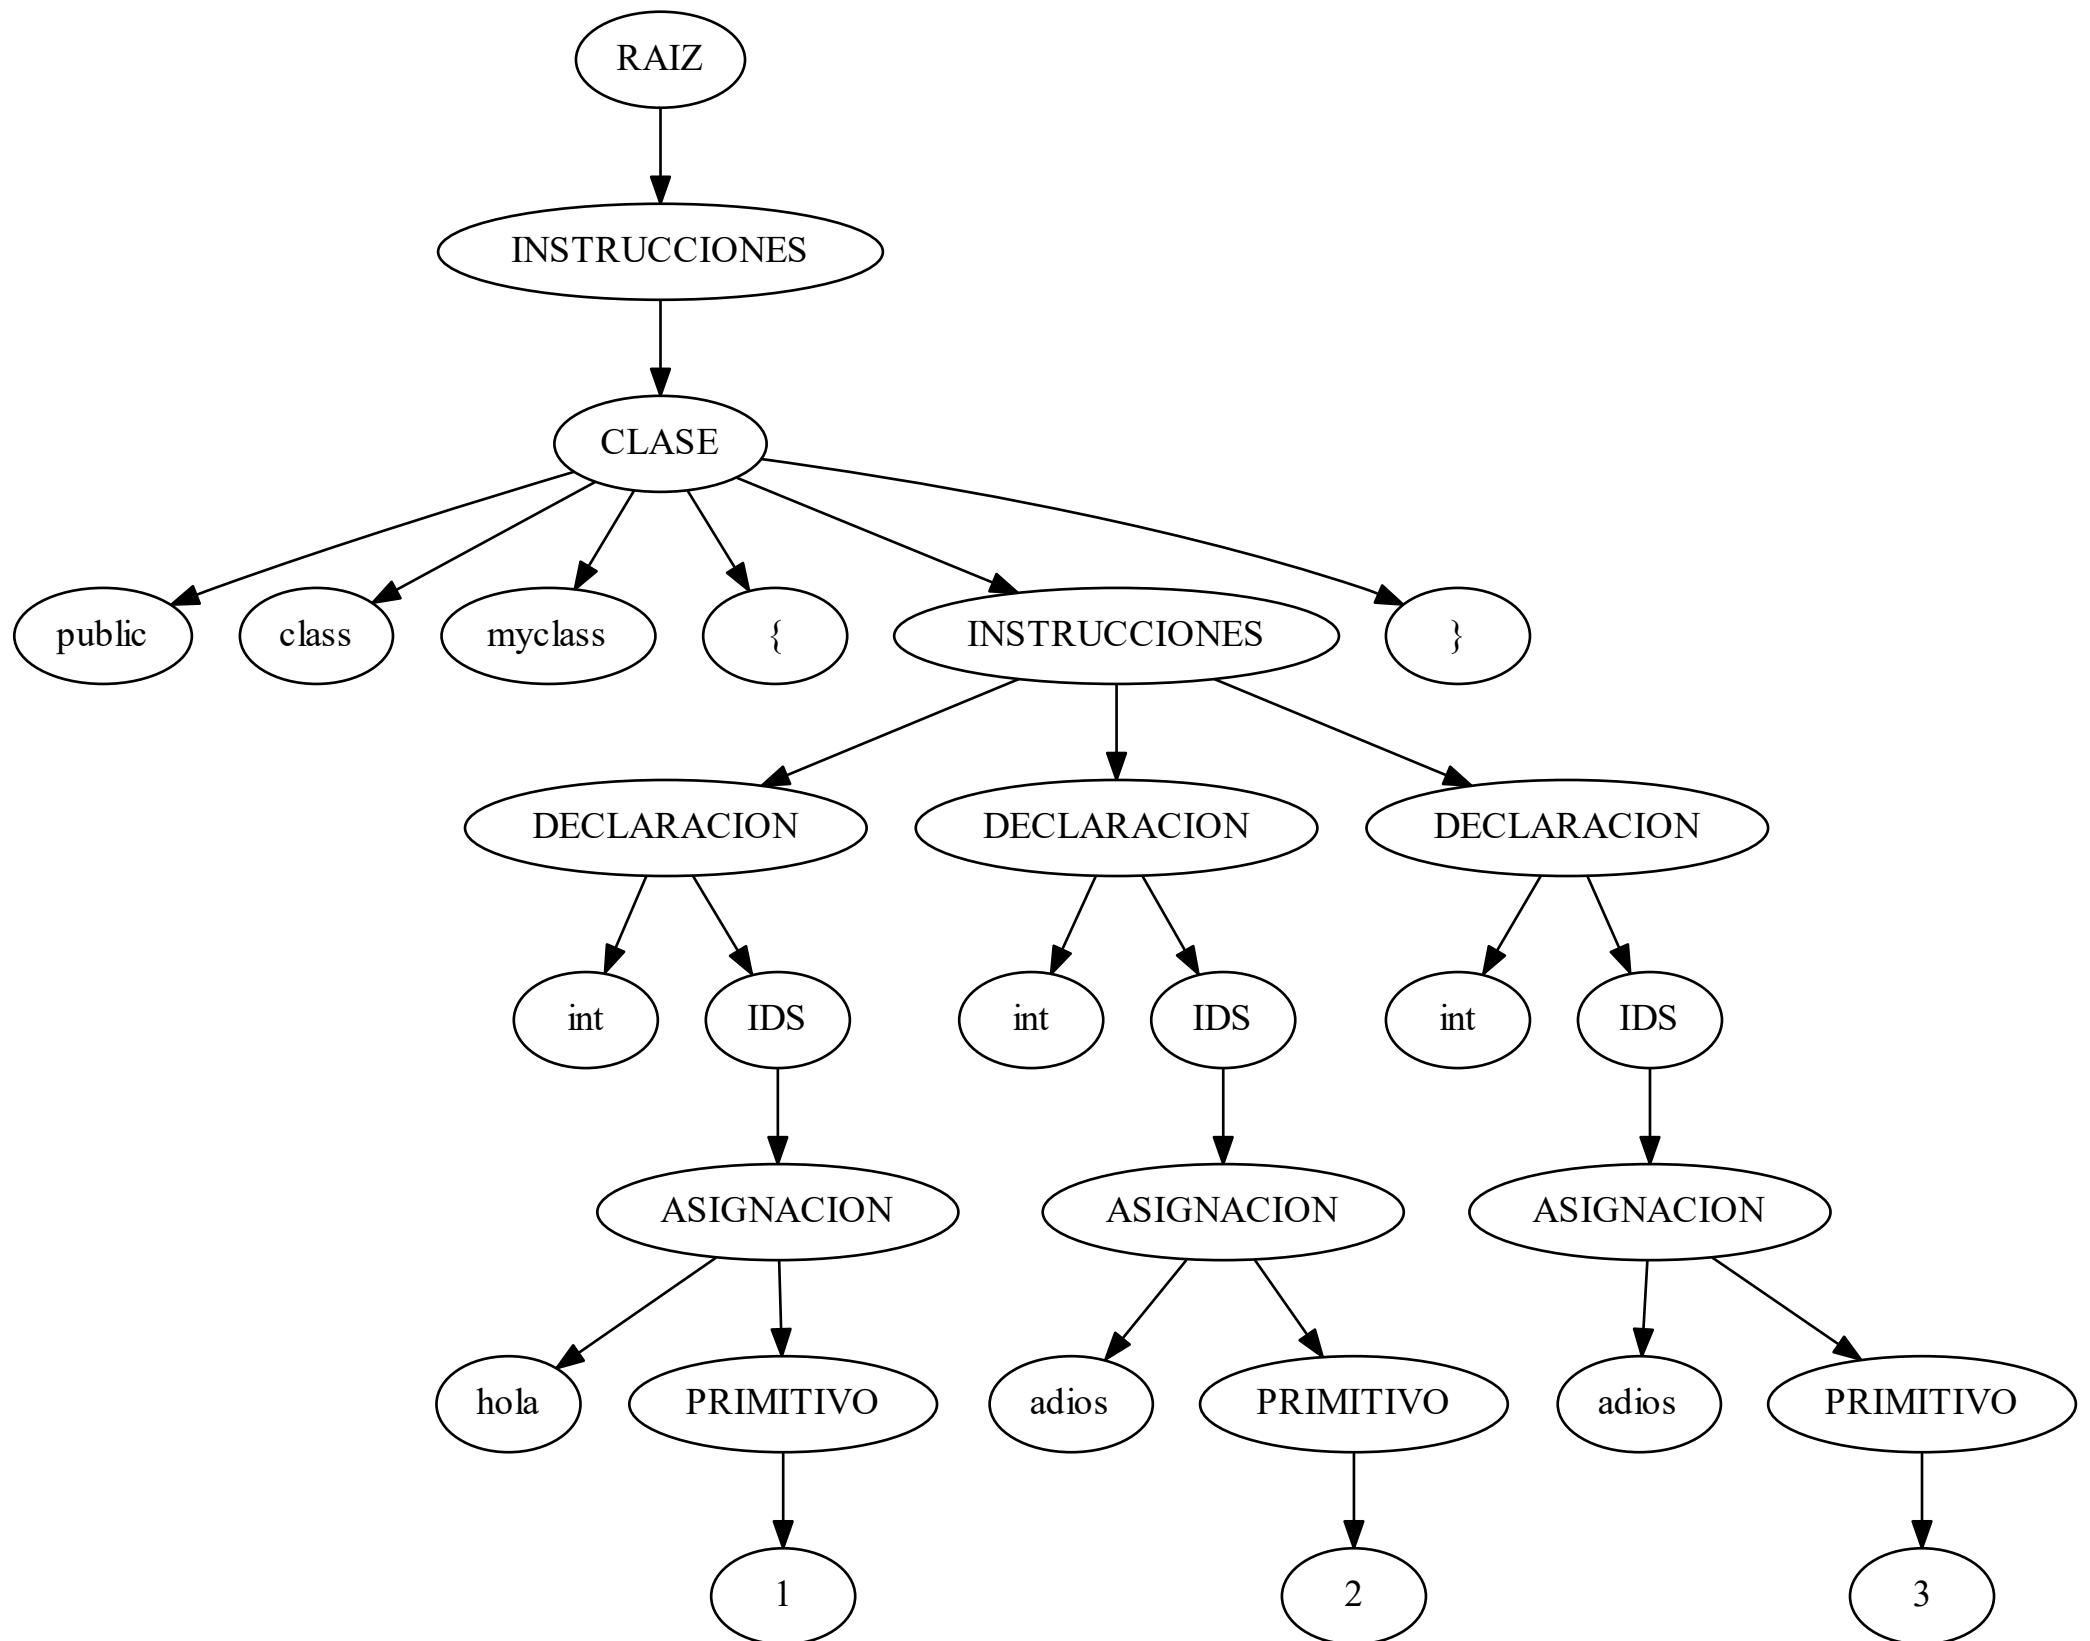 RAIZ
INSTRUCCIONES
CLASE
public class myclass { INSTRUCCIONES }
DECLARACION DECLARACION DECLARACION
int IDS int IDS int IDS
ASIGNACION ASIGNACION ASIGNACION
hola PRIMITIVO adios PRIMITIVO adios PRIMITIVO
1 2 3